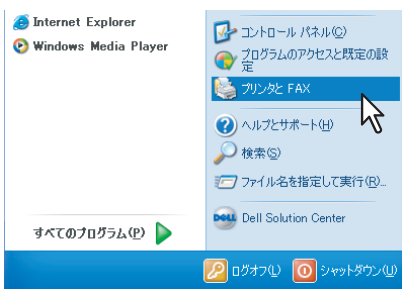 Internet Explorer
Windows Media Player
すべてのプログラム(P)
コントロール パネル(C)
プログラムのアクセスと既定の設
定
プリンタと FAX
ヘルプとサポート(H)
検索(S)
ファイル名を指定して実行(R)...
DELL
Dell Solution Center
ログオフ(L)
シャットダウン(U)